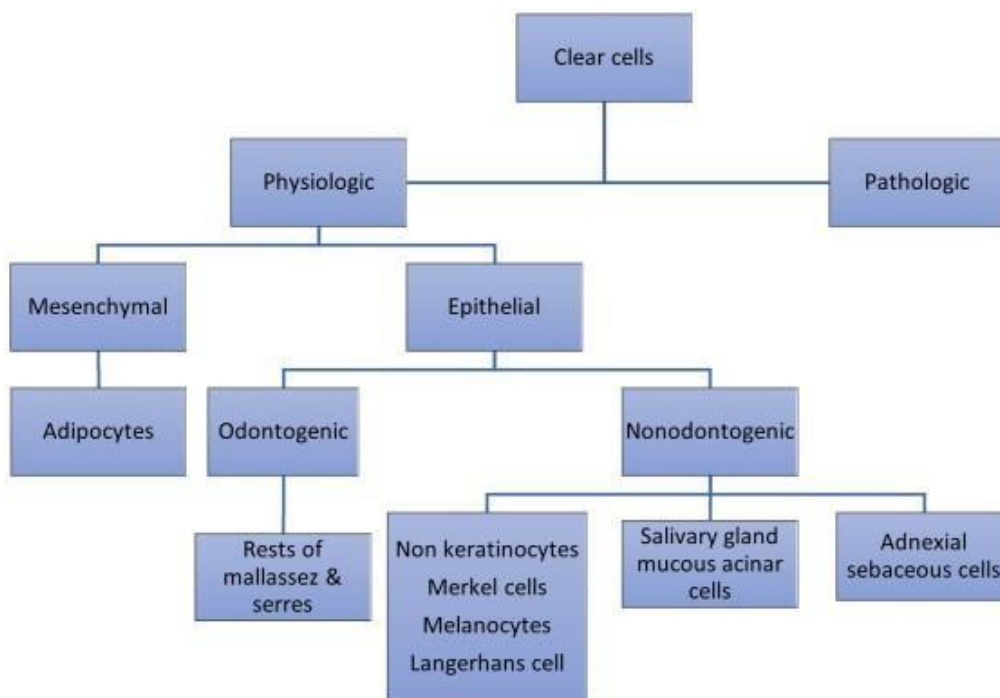 Clear cells
Physiologic
Pathologic
Mesenchymal
Epithelial
Adipocytes
Odontogenic
Nonodontogenic
Rests of
mallassez &
serres
Non keratinocytes
Merkel cells
Melanocytes
Langerhans cell
Salivary gland
mucous acinar
cells
Adnexial
sebaceous cells